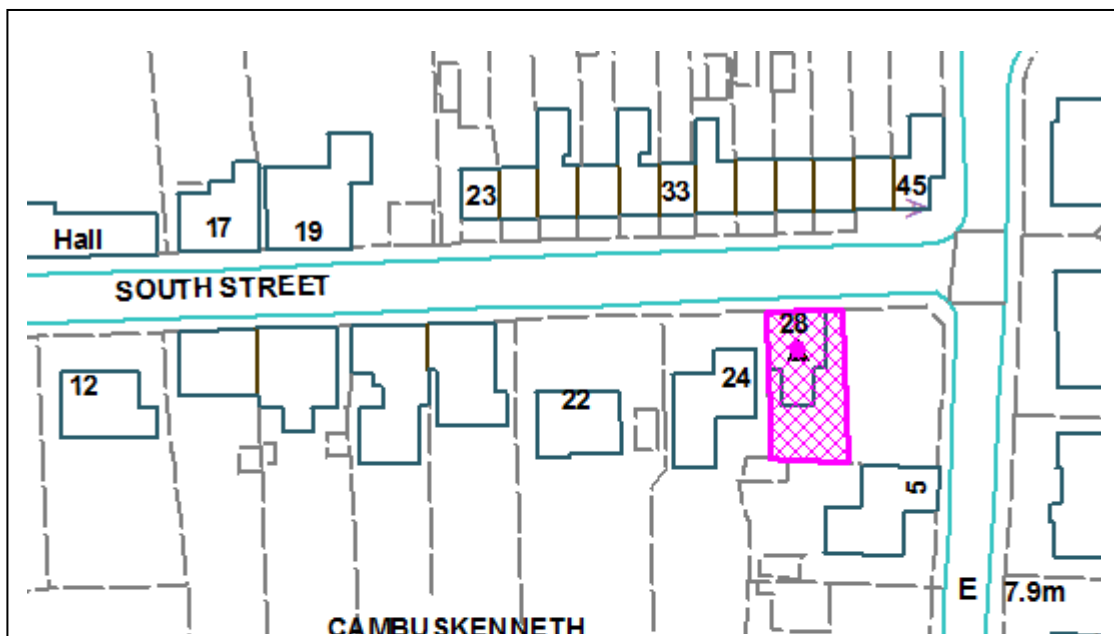 23
33
45
17
19
Hall
SOUTH STREET
28
12
22
24
5
E
7.9m
CAMBUSKENNETH